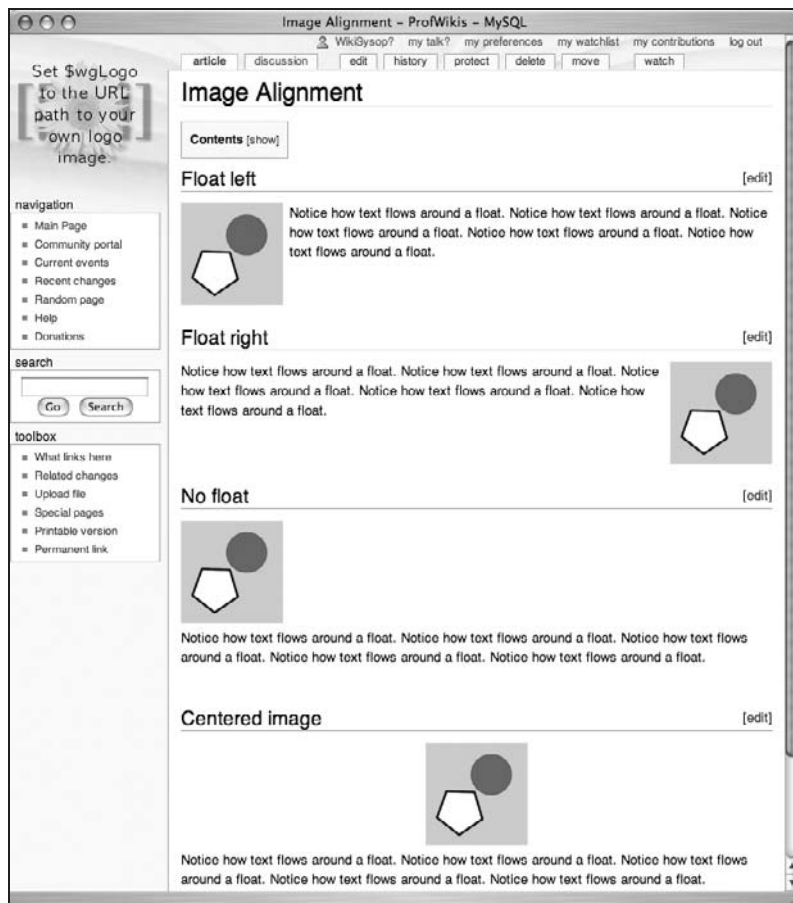 Image Alignment – ProfWikis – MySQL
WikiSysop? my talk? my preferences my watchlist my contributions log out
article discussion edit history protect delete move watch
Set $wgLogo
to the URL
path to your
own logo
image.
navigation
Main Page
Community portal
Current events
Recent changes
Random page
Help
Donations
search
Go Search
toolbox
What links here
Related changes
Upload file
Special pages
Printable version
Permanent link
Image Alignment
Contents [show]
Float left [edit]
Notice how text flows around a float. Notice how text flows around a float. Notice
how text flows around a float. Notice how text flows around a float. Notice how
text flows around a float.
Float right [edit]
Notice how text flows around a float. Notice how text flows around a float. Notice
how text flows around a float. Notice how text flows around a float. Notice how
text flows around a float.
No float [edit]
Notice how text flows around a float. Notice how text flows around a float. Notice how text flows
around a float. Notice how text flows around a float. Notice how text flows around a float.
Centered image [edit]
Notice how text flows around a float. Notice how text flows around a float. Notice how text flows
around a float. Notice how text flows around a float. Notice how text flows around a float.